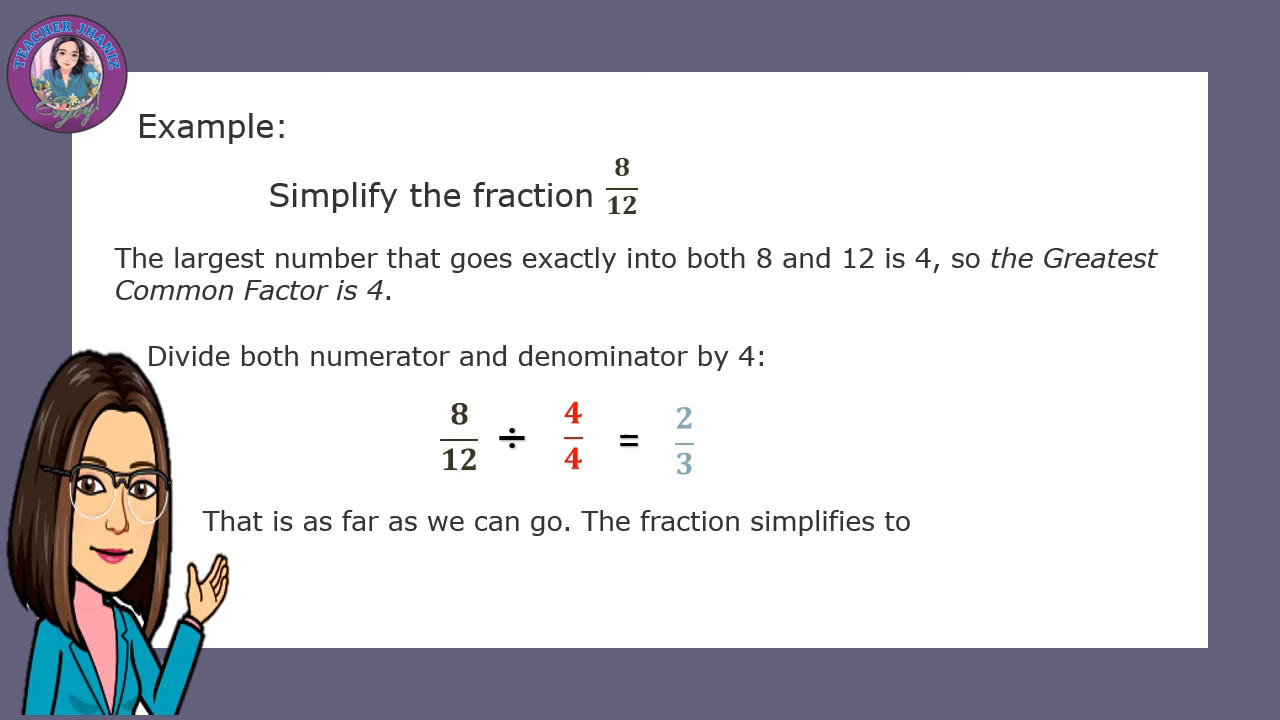 TEACHER JHANIZ
Enjoy!
Example:
Simplify the fraction 8/12
The largest number that goes exactly into both 8 and 12 is 4, so the Greatest
Common Factor is 4.
Divide both numerator and denominator by 4:
8/12 ÷ 4/4 = 2/3
That is as far as we can go. The fraction simplifies to